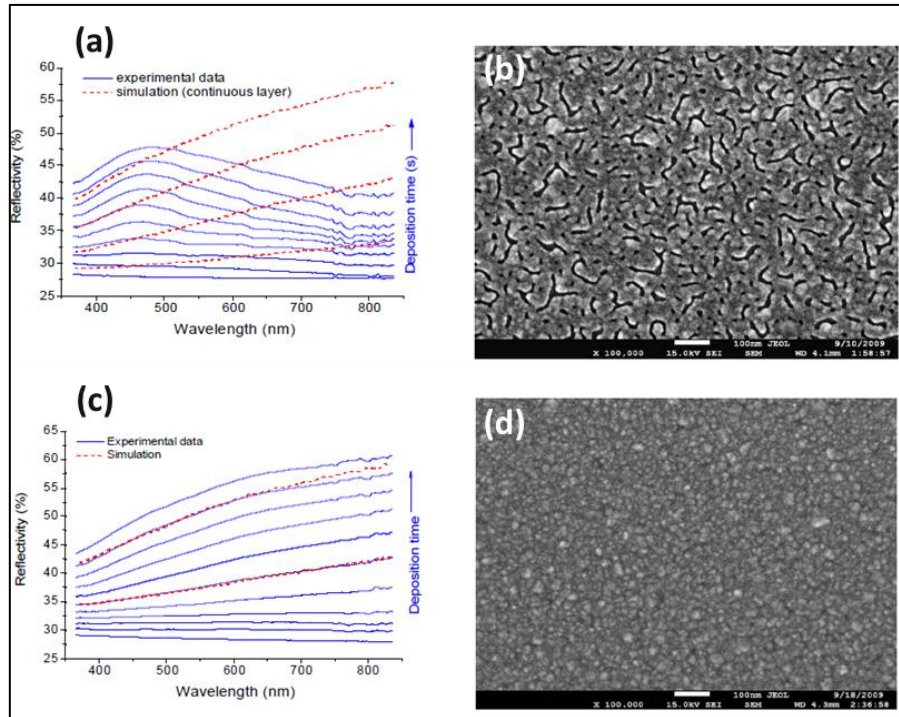 (a)
60
55
50
45
40
35
30
25
Reflectivity (%)
experimental data
simulation (continuous layer)
Deposition time (s)
400 500 600 700 800
Wavelength (nm)
(b)
100nm JEOL 9/10/2009
X 100,000 15.0kV SEI SEM WD 4.1mm 1:58:57
(c)
65
60
55
50
45
40
35
30
25
Reflectivity (%)
Experimental data
Simulation
Deposition time
400 500 600 700 800
Wavelength (nm)
(d)
100nm JEOL 9/18/2009
X 100,000 15.0kV SEI SEM WD 4.3mm 2:36:58